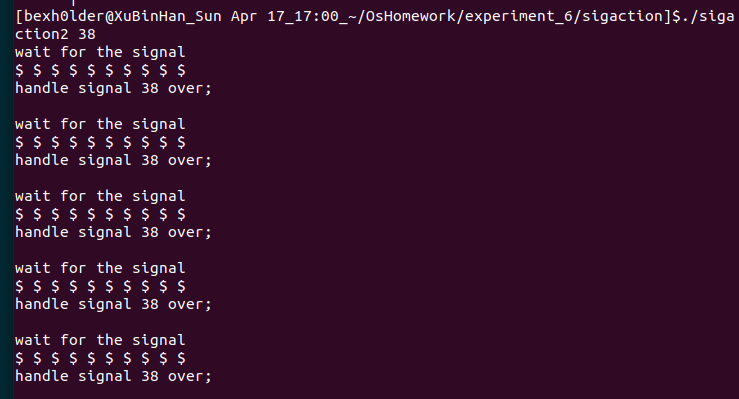 [bexh0lder@XuBinHan_Sun Apr 17_17:00_~/OsHomework/experiment_6/sigaction]$./siga
ction2 38
wait for the signal
$ $ $ $ $ $ $ $ $ $
handle signal 38 over;
wait for the signal
$ $ $ $ $ $ $ $ $ $
handle signal 38 over;
wait for the signal
$ $ $ $ $ $ $ $ $ $
handle signal 38 over;
wait for the signal
$ $ $ $ $ $ $ $ $ $
handle signal 38 over;
wait for the signal
$ $ $ $ $ $ $ $ $ $
handle signal 38 over;